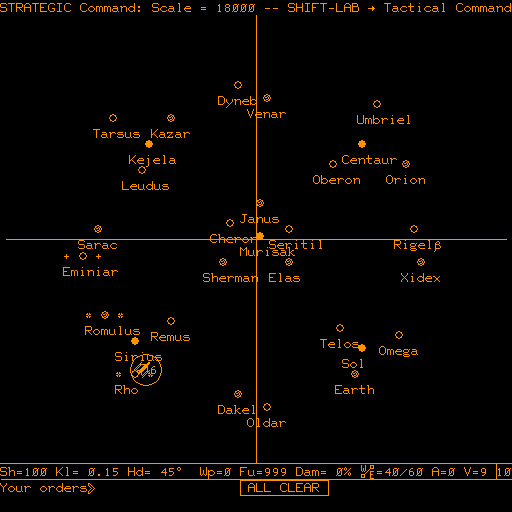 STRATEGIC Command: Scale = 18000 -- SHIFT-LAB → Tactical Command
Dyneb
Venar
Umbriel
Tarsus Kazar
Kejela
Centaur
Leudus
Oberon Orion
Janus
Cheron
Sarac
Seritil
Rigelβ
Murisak
Eminiar
Sherman Elas
Xidex
Romulus
Remus
Telos
Omega
Sirius
Sol
Rho
Earth
Dakel
Oldar
Sh=100 Kl= 0.15 Hd= 45° Wp=0 Fu=999 Dam= 0% W/E=40/60 A=0 V=9 10
Your orders>
ALL CLEAR